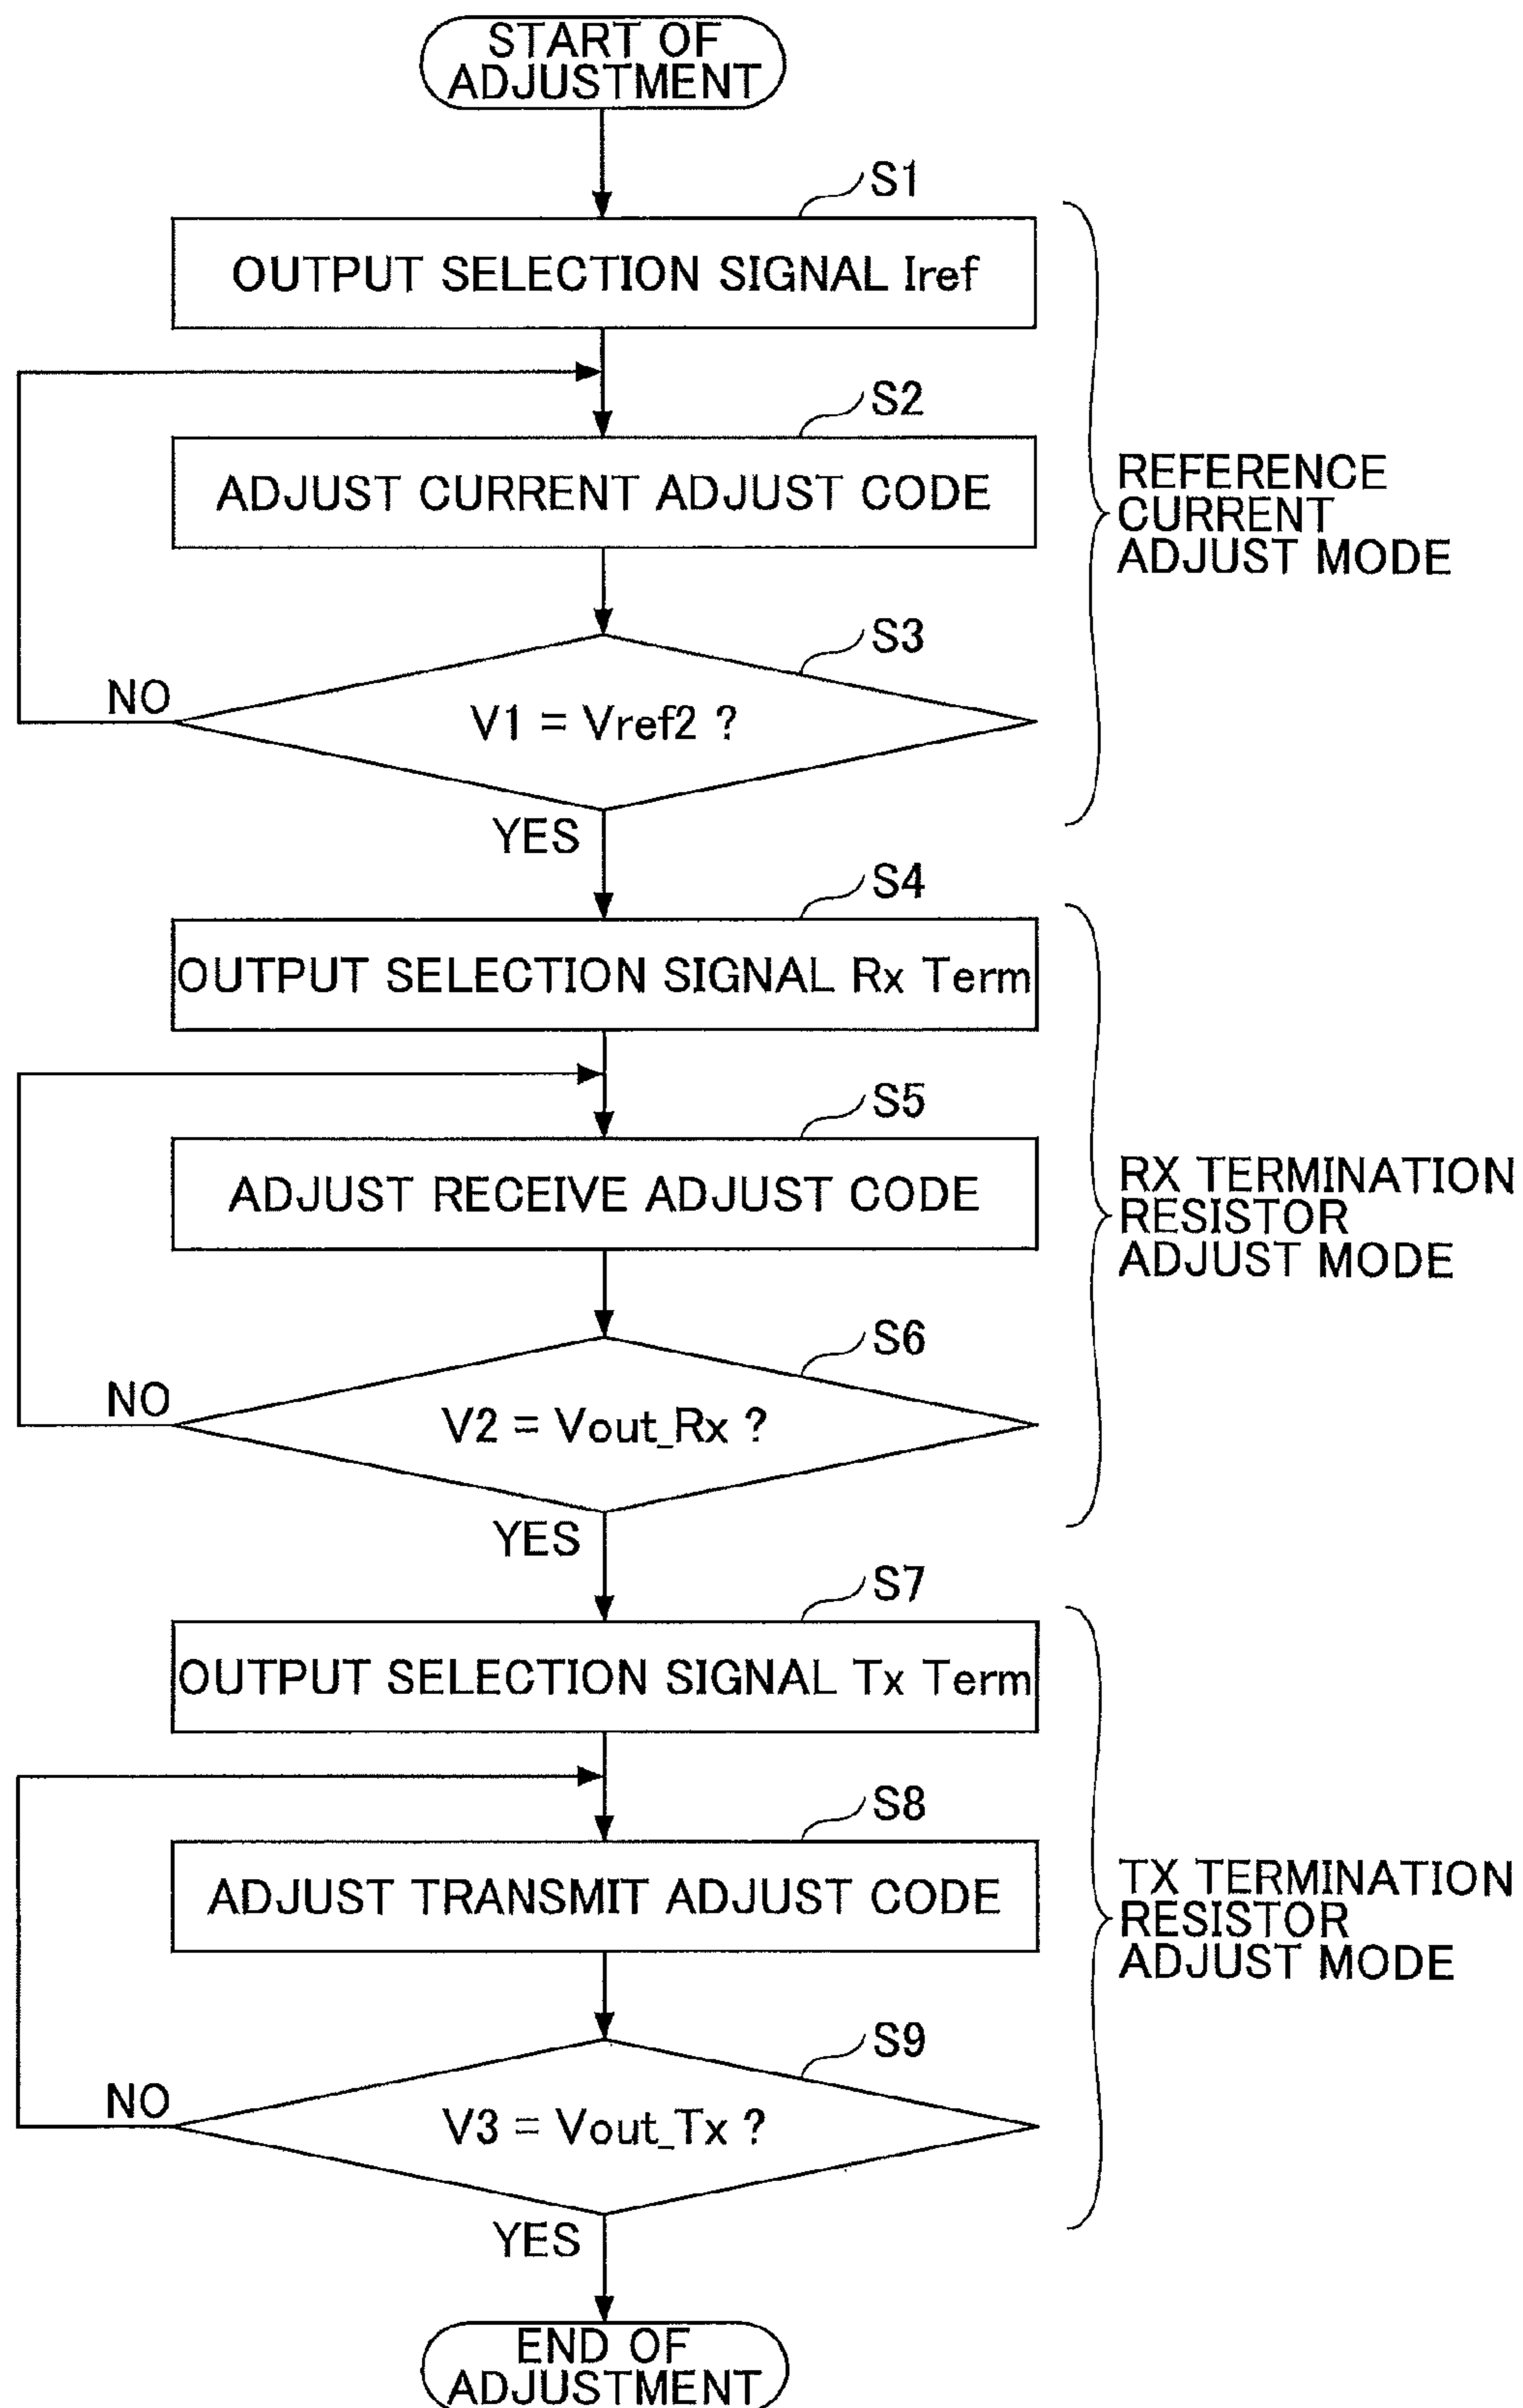 START OF
ADJUSTMENT
S1
OUTPUT SELECTION SIGNAL Iref
S2
ADJUST CURRENT ADJUST CODE
REFERENCE
CURRENT
ADJUST MODE
S3
NO
V1 = Vref2 ?
YES
S4
OUTPUT SELECTION SIGNAL Rx Term
S5
ADJUST RECEIVE ADJUST CODE
RX TERMINATION
RESISTOR
ADJUST MODE
S6
NO
V2 = Vout_Rx ?
YES
S7
OUTPUT SELECTION SIGNAL Tx Term
S8
ADJUST TRANSMIT ADJUST CODE
TX TERMINATION
RESISTOR
ADJUST MODE
S9
NO
V3 = Vout_Tx ?
YES
END OF
ADJUSTMENT